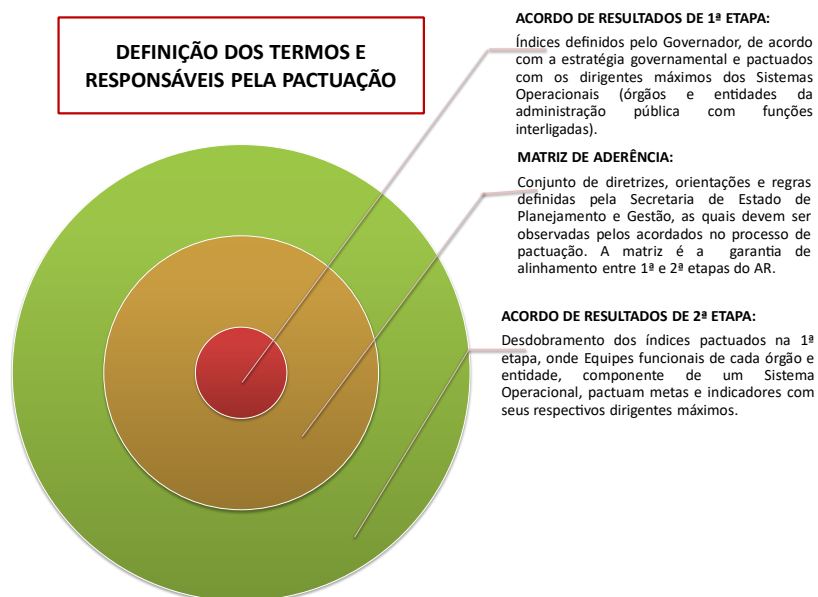 DEFINIÇÃO DOS TERMOS E
RESPONSÁVEIS PELA PACTUAÇÃO
ACORDO DE RESULTADOS DE 1ª ETAPA:
Índices definidos pelo Governador, de acordo
com a estratégia governamental e pactuados
com os dirigentes máximos dos Sistemas
Operacionais (órgãos e entidades da
administração pública com funções
interligadas).
MATRIZ DE ADERÊNCIA:
Conjunto de diretrizes, orientações e regras
definidas pela Secretaria de Estado de
Planejamento e Gestão, as quais devem ser
observadas pelos acordados no processo de
pactuação. A matriz é a garantia de
alinhamento entre 1ª e 2ª etapas do AR.
ACORDO DE RESULTADOS DE 2ª ETAPA:
Desdobramento dos índices pactuados na 1ª
etapa, onde Equipes funcionais de cada órgão e
entidade, componente de um Sistema
Operacional, pactuam metas e indicadores com
seus respectivos dirigentes máximos.